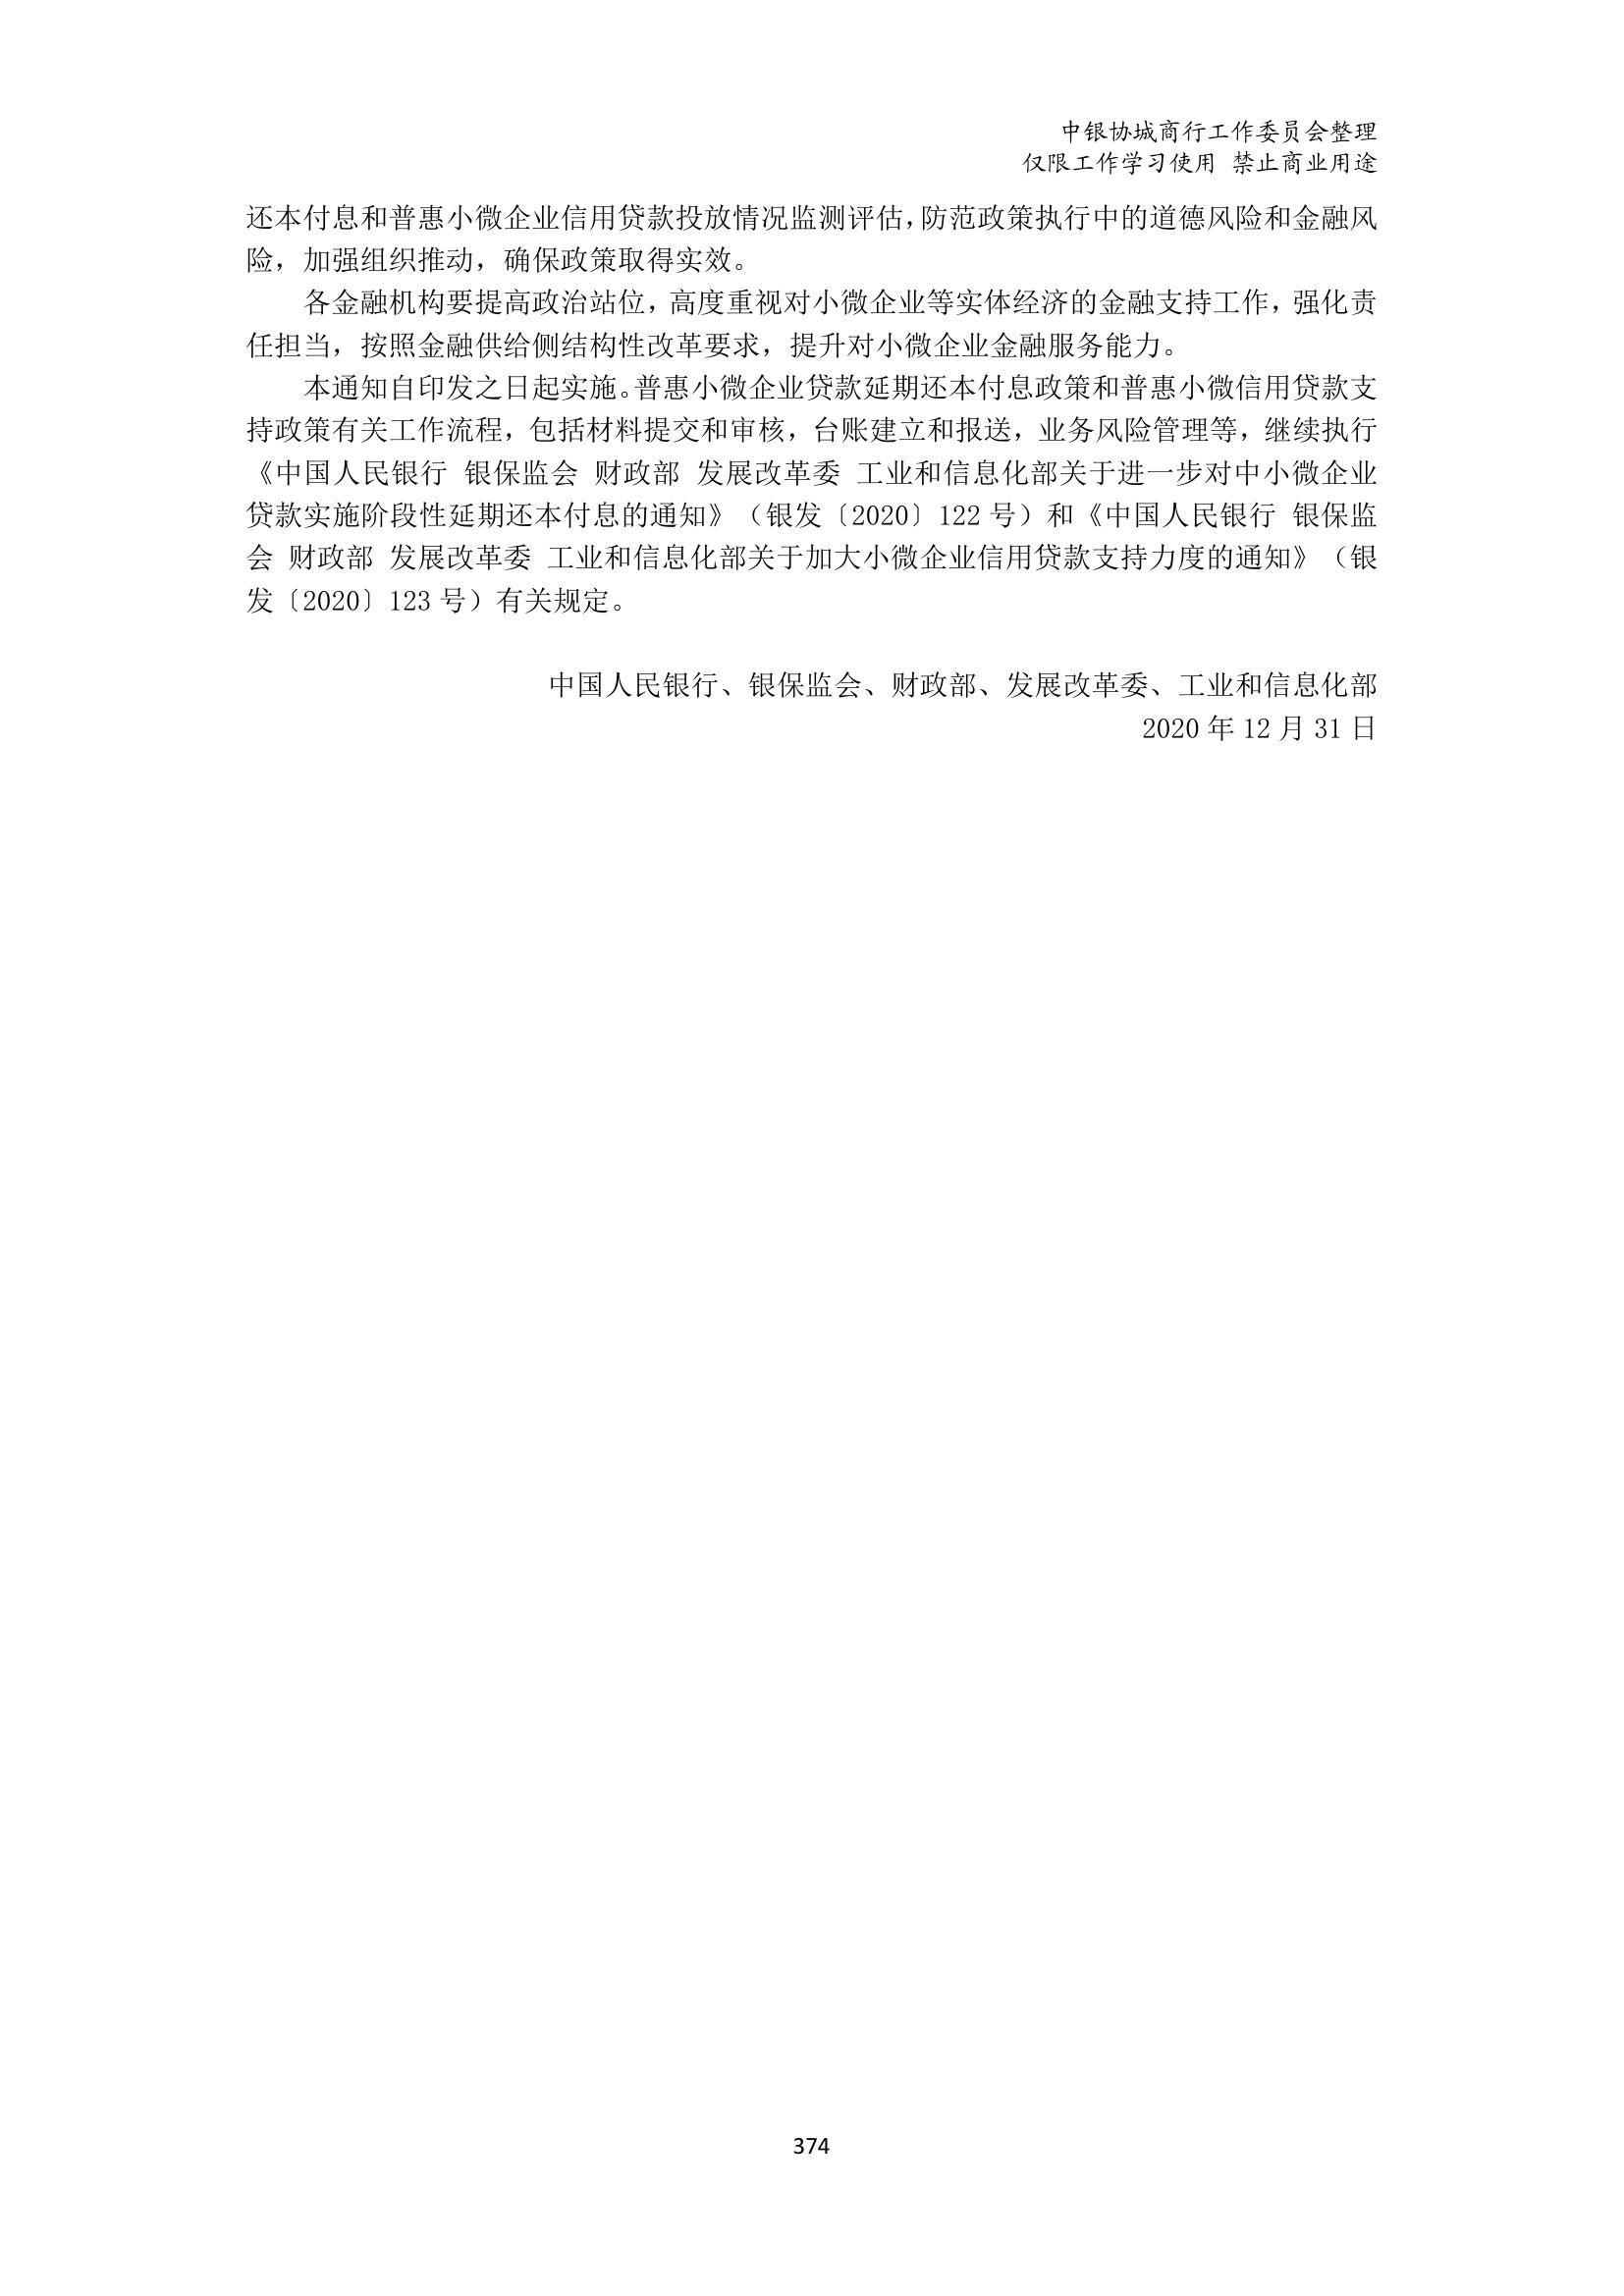 中银协城商行工作委员会整理
仅限工作学习使用 禁止商业用途
还本付息和普惠小微企业信用贷款投放情况监测评估，防范政策执行中的道德风险和金融风
险，加强组织推动，确保政策取得实效。
各金融机构要提高政治站位，高度重视对小微企业等实体经济的金融支持工作，强化责
任担当，按照金融供给侧结构性改革要求，提升对小微企业金融服务能力。
本通知自印发之日起实施。普惠小微企业贷款延期还本付息政策和普惠小微信用贷款支
持政策有关工作流程，包括材料提交和审核，台账建立和报送，业务风险管理等，继续执行
《中国人民银行 银保监会 财政部 发展改革委 工业和信息化部关于进一步对中小微企业
贷款实施阶段性延期还本付息的通知》（银发〔2020〕122 号）和《中国人民银行 银保监
会 财政部 发展改革委 工业和信息化部关于加大小微企业信用贷款支持力度的通知》（银
发〔2020〕123 号）有关规定。
中国人民银行、银保监会、财政部、发展改革委、工业和信息化部
2020 年 12 月 31 日
374